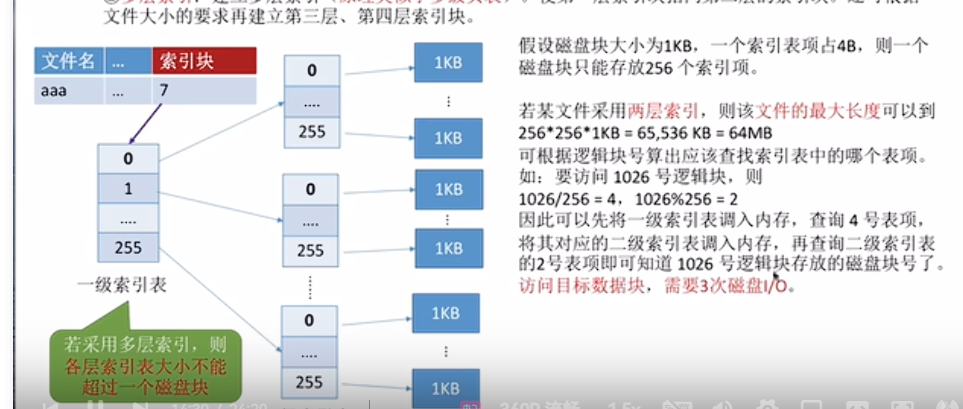 文件大小的要求再建立第三层、第四层索引块。
文件名 ... 索引块
aaa ... 7
0
1
....
255
一级索引表
若采用多层索引，则
各层索引表大小不能
超过一个磁盘块
0
....
255
0
....
255
0
....
255
1KB
1KB
1KB
1KB
1KB
1KB
假设磁盘块大小为1KB，一个索引表项占4B，则一个
磁盘块只能存放256 个索引项。
若某文件采用两层索引，则该文件的最大长度可以到
256*256*1KB = 65,536 KB = 64MB
可根据逻辑块号算出应该查找索引表中的哪个表项。
如：要访问 1026 号逻辑块，则
1026/256 = 4，1026%256 = 2
因此可以先将一级索引表调入内存，查询 4 号表项，
将其对应的二级索引表调入内存，再查询二级索引表
的2号表项即可知道 1026 号逻辑块存放的磁盘块号了。
访问目标数据块，需要3次磁盘I/O。